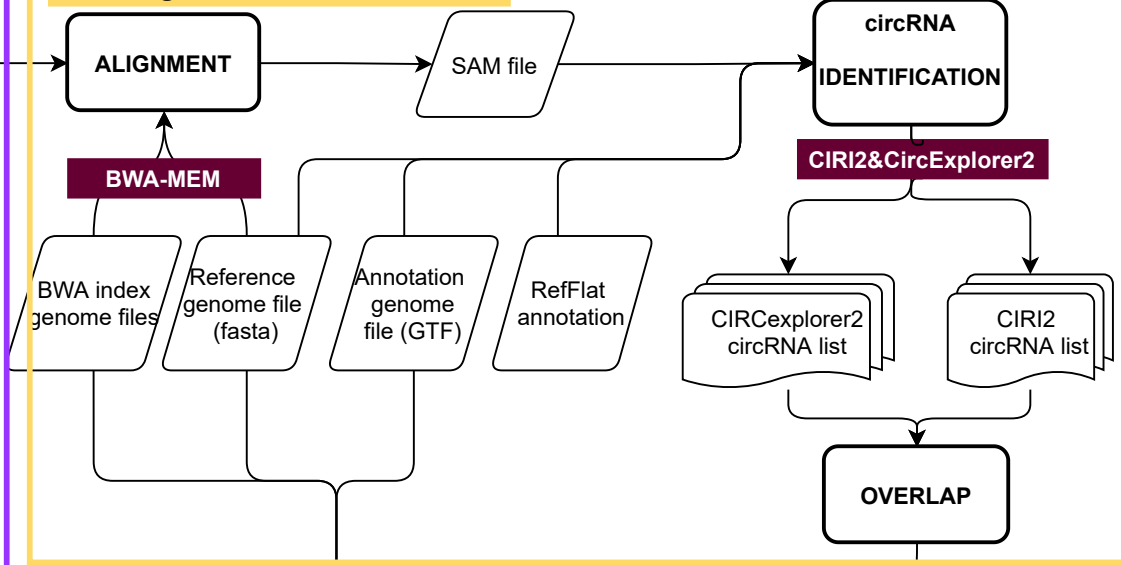 ALIGNMENT
SAM file
circRNA
IDENTIFICATION
BWA-MEM
CIRI2&CircExplorer2
BWA index
genome files
Reference
genome file
(fasta)
Annotation
genome
file (GTF)
RefFlat
annotation
CIRCexplorer2
circRNA list
CIRI2
circRNA list
OVERLAP